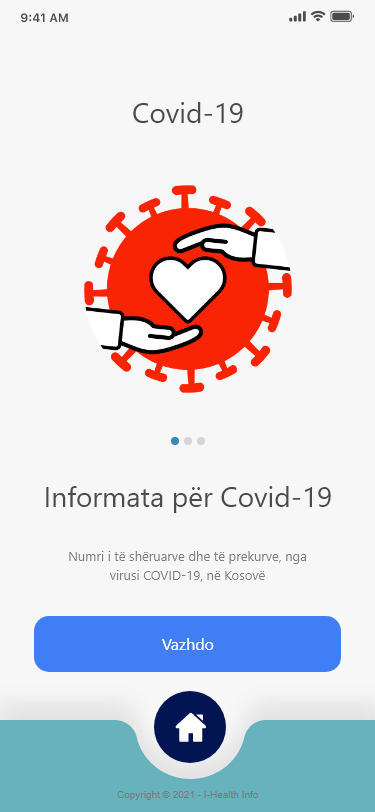 9:41 AM
Covid-19
Informata për Covid-19
Numri i të shëruarve dhe të prekurve, nga
virusi COVID-19, në Kosovë
Vazhdo
Copyright © 2021 - I-Health Info